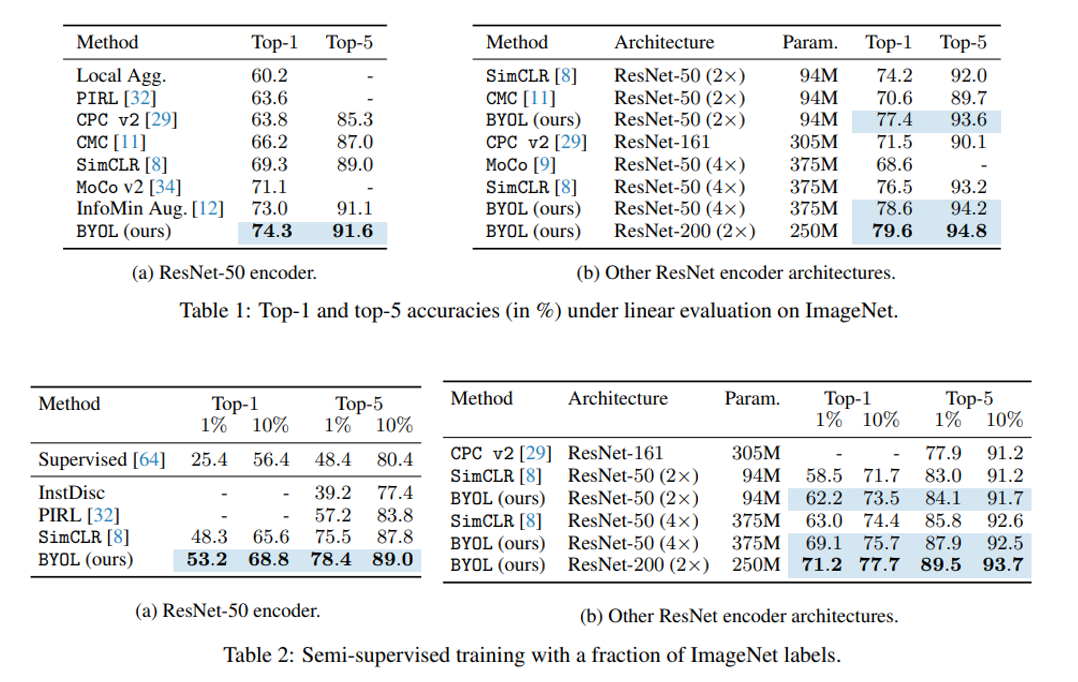 Method Top-1 Top-5
Local Agg. 60.2 -
PIRL [32] 63.6 -
CPC v2 [29] 63.8 85.3
CMC [11] 66.2 87.0
SimCLR [8] 69.3 89.0
MoCo v2 [34] 71.1 -
InfoMin Aug. [12] 73.0 91.1
BYOL (ours) 74.3 91.6
(a) ResNet-50 encoder.
Method Architecture Param. Top-1 Top-5
SimCLR [8] ResNet-50 (2×) 94M 74.2 92.0
CMC [11] ResNet-50 (2×) 94M 70.6 89.7
BYOL (ours) ResNet-50 (2×) 94M 77.4 93.6
CPC v2 [29] ResNet-161 305M 71.5 90.1
MoCo [9] ResNet-50 (4×) 375M 68.6 -
SimCLR [8] ResNet-50 (4×) 375M 76.5 93.2
BYOL (ours) ResNet-50 (4×) 375M 78.6 94.2
BYOL (ours) ResNet-200 (2×) 250M 79.6 94.8
(b) Other ResNet encoder architectures.
Table 1: Top-1 and top-5 accuracies (in %) under linear evaluation on ImageNet.
Method Top-1 Top-5
1% 10% 1% 10%
Supervised [64] 25.4 56.4 48.4 80.4
InstDisc - - 39.2 77.4
PIRL [32] - - 57.2 83.8
SimCLR [8] 48.3 65.6 75.5 87.8
BYOL (ours) 53.2 68.8 78.4 89.0
(a) ResNet-50 encoder.
Method Architecture Param. Top-1 Top-5
1% 10% 1% 10%
CPC v2 [29] ResNet-161 305M - - 77.9 91.2
SimCLR [8] ResNet-50 (2×) 94M 58.5 71.7 83.0 91.2
BYOL (ours) ResNet-50 (2×) 94M 62.2 73.5 84.1 91.7
SimCLR [8] ResNet-50 (4×) 375M 63.0 74.4 85.8 92.6
BYOL (ours) ResNet-50 (4×) 375M 69.1 75.7 87.9 92.5
BYOL (ours) ResNet-200 (2×) 250M 71.2 77.7 89.5 93.7
(b) Other ResNet encoder architectures.
Table 2: Semi-supervised training with a fraction of ImageNet labels.